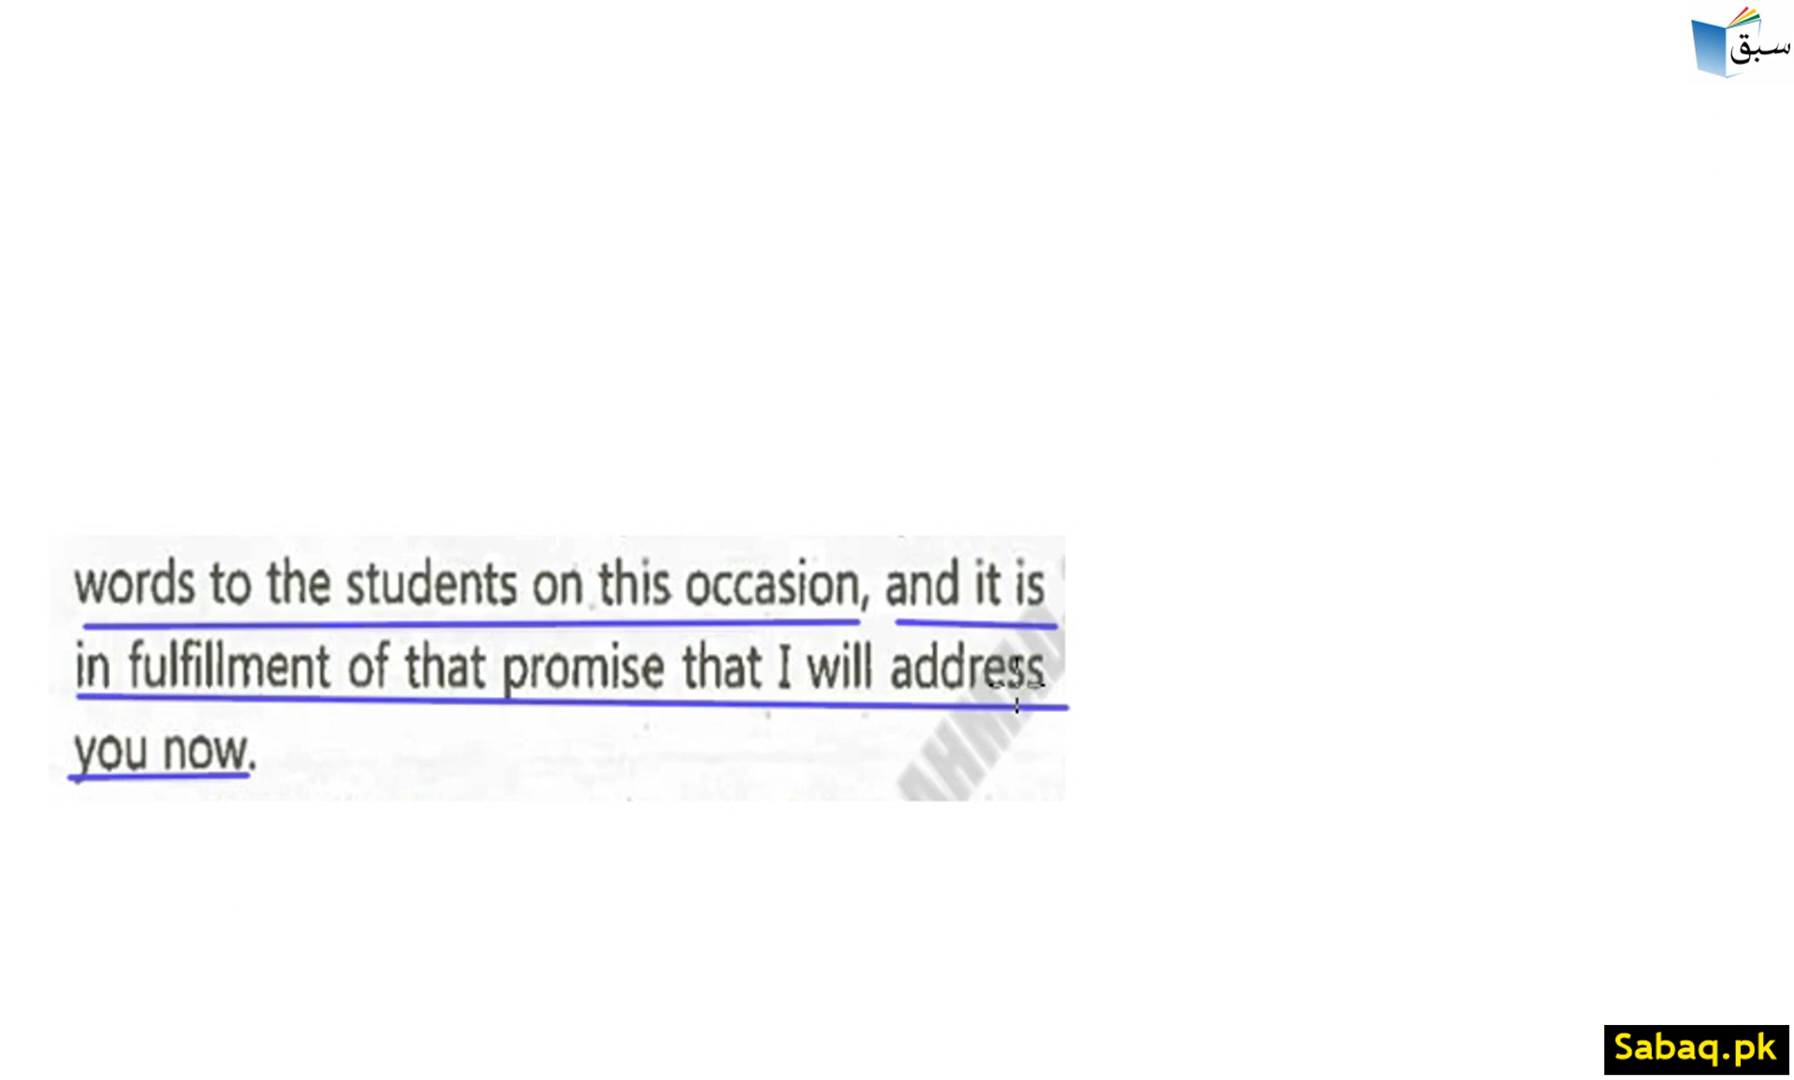 سبق
words to the students on this occasion, and it is
in fulfillment of that promise that I will address
you now.
Sabaq.pk